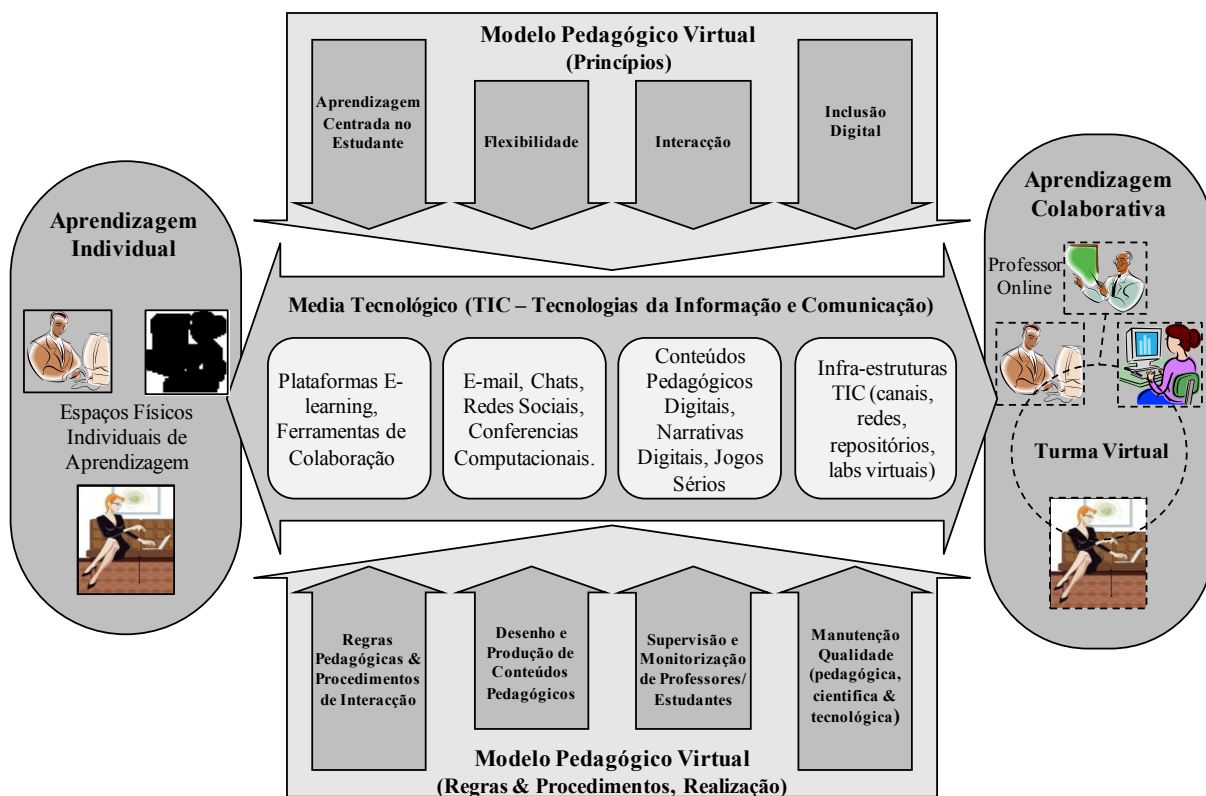 Modelo Pedagógico Virtual
(Princípios)
Aprendizagem
Centrada no
Estudante
Flexibilidade
Interacção
Inclusão
Digital
Aprendizagem
Individual
Espaços Físicos
Individuais de
Aprendizagem
Media Tecnológico (TIC – Tecnologias da Informação e Comunicação)
Plataformas E-
learning,
Ferramentas de
Colaboração
E-mail, Chats,
Redes Sociais,
Conferencias
Computacionais.
Conteúdos
Pedagógicos
Digitais,
Narrativas
Digitais, Jogos
Sérios
Infra-estruturas
TIC (canais,
redes,
repositórios,
labs virtuais)
Aprendizagem
Colaborativa
Professor
Online
Turma Virtual
Regras
Pedagógicas &
Procedimentos
de Interacção
Desenho e
Produção de
Conteúdos
Pedagógicos
Supervisão e
Monitorização
de Professores/
Estudantes
Manutenção
Qualidade
(pedagógica,
cientifica &
tecnológica)
Modelo Pedagógico Virtual
(Regras & Procedimentos, Realização)